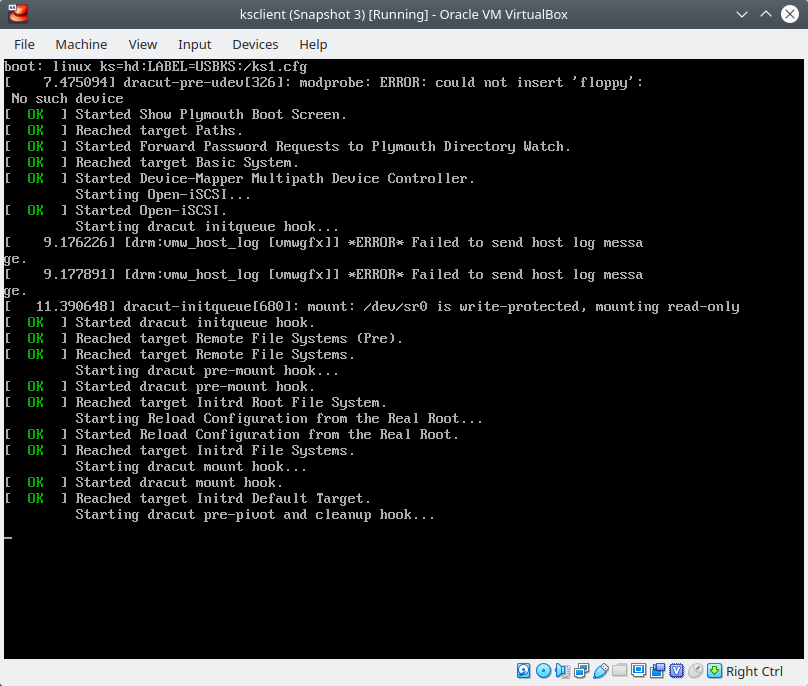 ksclient (Snapshot 3) [Running] - Oracle VM VirtualBox
File Machine View Input Devices Help
boot: linux ks=hd:LABEL=USBKS:/ks1.cfg
[    7.475094] dracut-pre-udev[326]: modprobe: ERROR: could not insert 'floppy':
 No such device
[  OK  ] Started Show Plymouth Boot Screen.
[  OK  ] Reached target Paths.
[  OK  ] Started Forward Password Requests to Plymouth Directory Watch.
[  OK  ] Reached target Basic System.
[  OK  ] Started Device-Mapper Multipath Device Controller.
         Starting Open-iSCSI...
[  OK  ] Started Open-iSCSI.
         Starting dracut initqueue hook...
[    9.176226] [drm:vmw_host_log [vmwgfx]] *ERROR* Failed to send host log messa
ge.
[    9.177891] [drm:vmw_host_log [vmwgfx]] *ERROR* Failed to send host log messa
ge.
[   11.390648] dracut-initqueue[680]: mount: /dev/sr0 is write-protected, mounting read-only
[  OK  ] Started dracut initqueue hook.
[  OK  ] Reached target Remote File Systems (Pre).
[  OK  ] Reached target Remote File Systems.
         Starting dracut pre-mount hook...
[  OK  ] Started dracut pre-mount hook.
[  OK  ] Reached target Initrd Root File System.
         Starting Reload Configuration from the Real Root...
[  OK  ] Started Reload Configuration from the Real Root.
[  OK  ] Reached target Initrd File Systems.
         Starting dracut mount hook...
[  OK  ] Started dracut mount hook.
[  OK  ] Reached target Initrd Default Target.
         Starting dracut pre-pivot and cleanup hook...
Right Ctrl